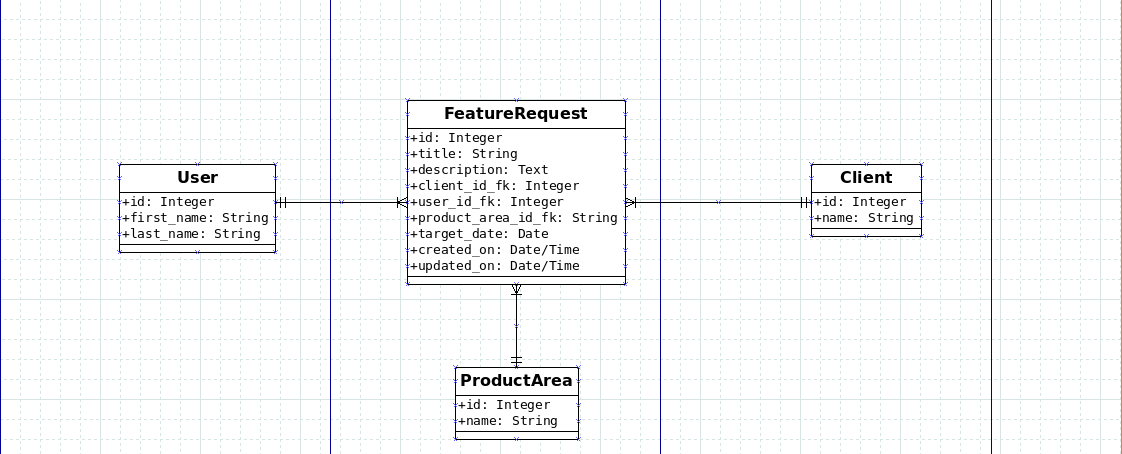 FeatureRequest
+id: Integer
+title: String
+description: Text
+client_id_fk: Integer
+user_id_fk: Integer
+product_area_id_fk: String
+target_date: Date
+created_on: Date/Time
+updated_on: Date/Time
User
+id: Integer
+first_name: String
+last_name: String
Client
+id: Integer
+name: String
ProductArea
+id: Integer
+name: String